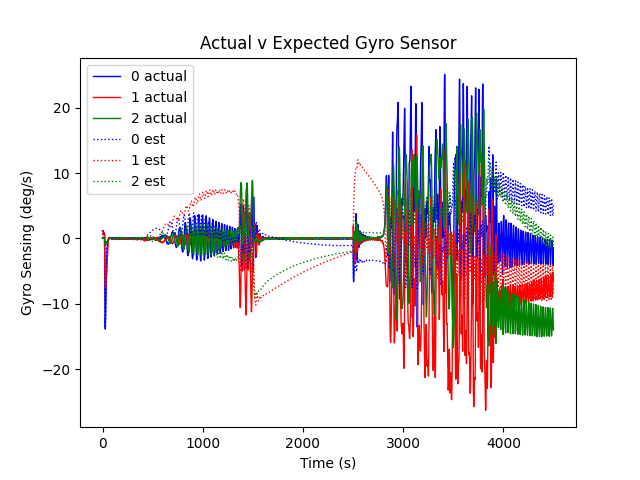 Actual v Expected Gyro Sensor
0 actual
1 actual
2 actual
0 est
1 est
2 est
Gyro Sensing (deg/s)
20
10
0
−10
−20
0 1000 2000 3000 4000
Time (s)